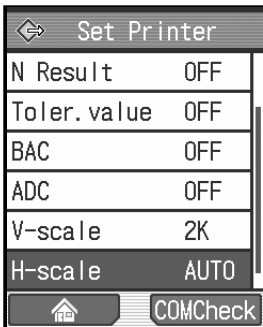 Set Printer
N Result OFF
Toler.value OFF
BAC OFF
ADC OFF
V-scale 2K
H-scale AUTO
COMCheck